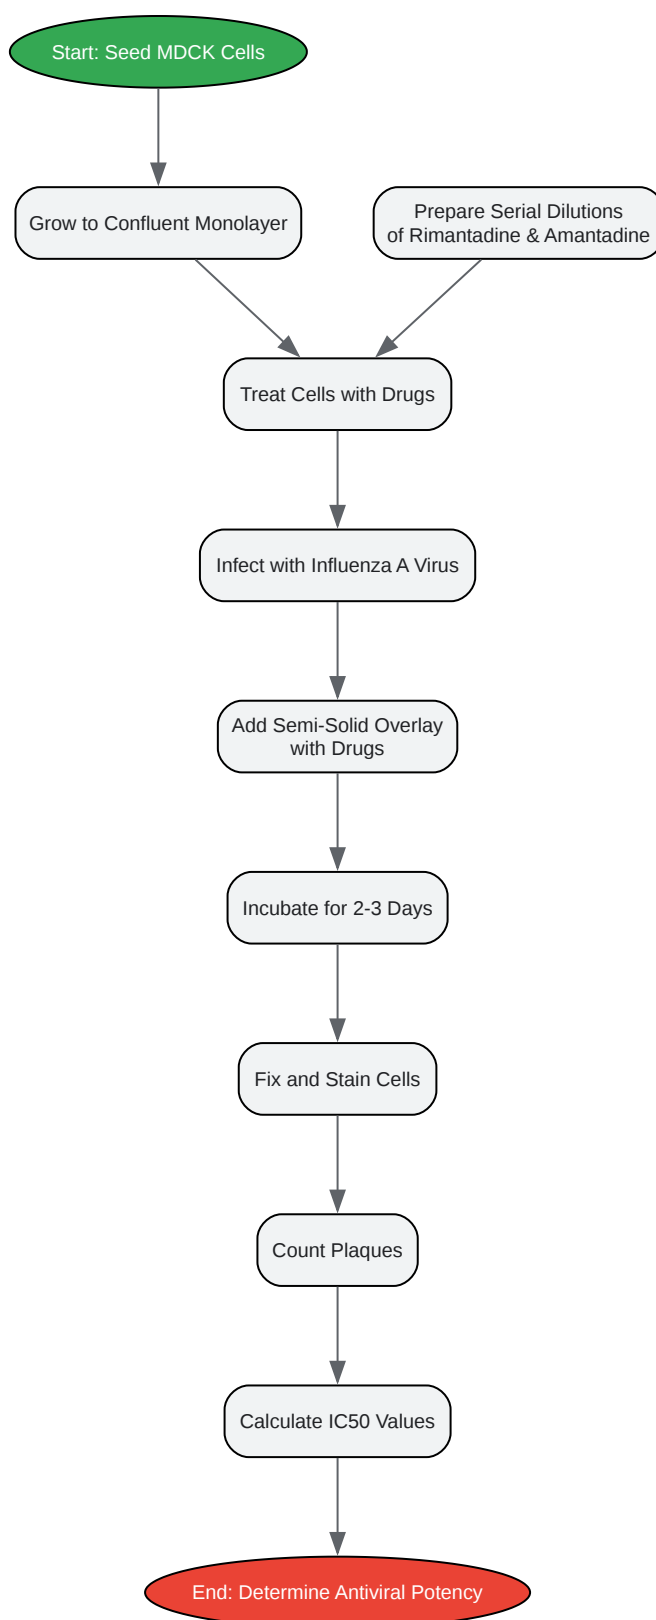 Start: Seed MDCK Cells
Grow to Confluent Monolayer
Prepare Serial Dilutions
of Rimantadine & Amantadine
Treat Cells with Drugs
Infect with Influenza A Virus
Add Semi-Solid Overlay
with Drugs
Incubate for 2-3 Days
Fix and Stain Cells
Count Plaques
Calculate IC50 Values
End: Determine Antiviral Potency